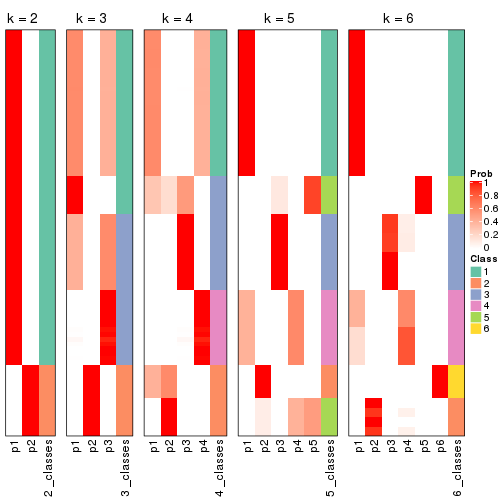 k = 2
k = 3
k = 4
k = 5
k = 6
p1
p2
2_classes
p1
p2
p3
3_classes
p1
p2
p3
p4
4_classes
p1
p2
p3
p4
p5
5_classes
p1
p2
p3
p4
p5
p6
6_classes
Prob
1
0.8
0.6
0.4
0.2
0
Class
1
2
3
4
5
6